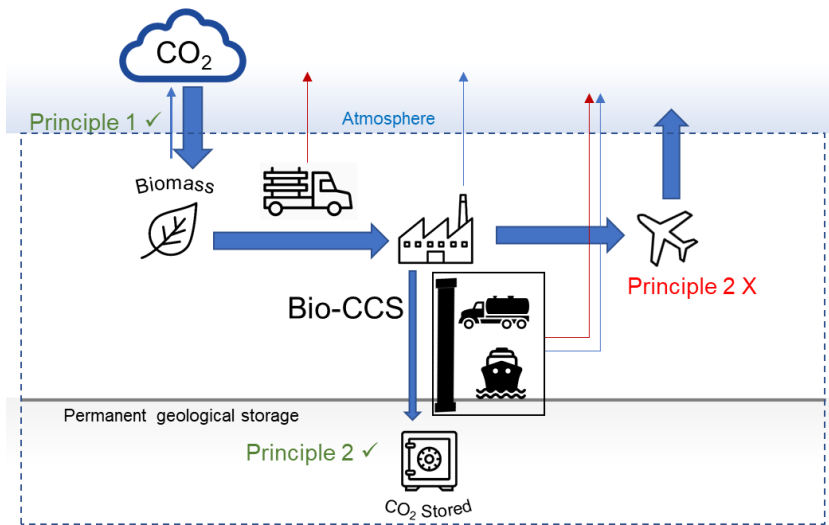 CO₂
Principle 1 ✓
Atmosphere
Biomass
Principle 2 X
Bio-CCS
Permanent geological storage
Principle 2 ✓
CO₂ Stored